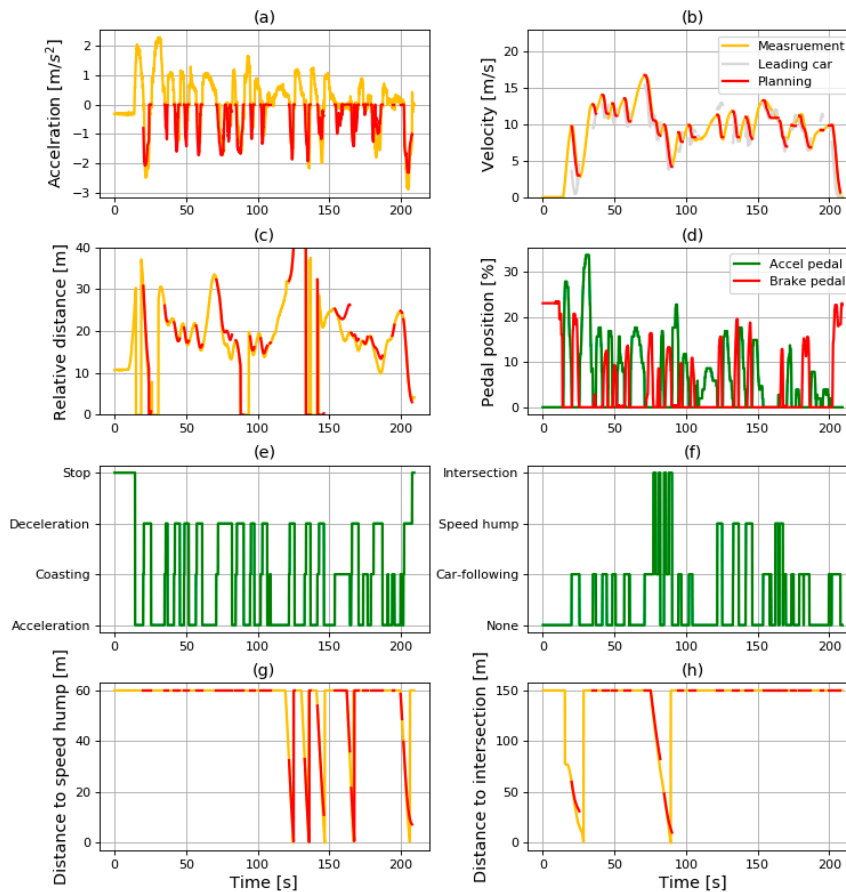 (a)
Accelration [m/s²]
2
1
0
−1
−2
−3
0
50
100
150
200
(b)
Velocity [m/s]
20
15
10
5
0
Measruement
Leading car
Planning
0
50
100
150
200
(c)
Relative distance [m]
40
30
20
10
0
0
50
100
150
200
(d)
Pedal position [%]
30
20
10
0
Accel pedal
Brake pedal
0
50
100
150
200
(e)
Stop
Deceleration
Coasting
Acceleration
0
50
100
150
200
(f)
Intersection
Speed hump
Car-following
None
0
50
100
150
200
(g)
Distance to speed hump [m]
60
40
20
0
0
50
100
150
200
Time [s]
(h)
Distance to intersection [m]
150
100
50
0
0
50
100
150
200
Time [s]